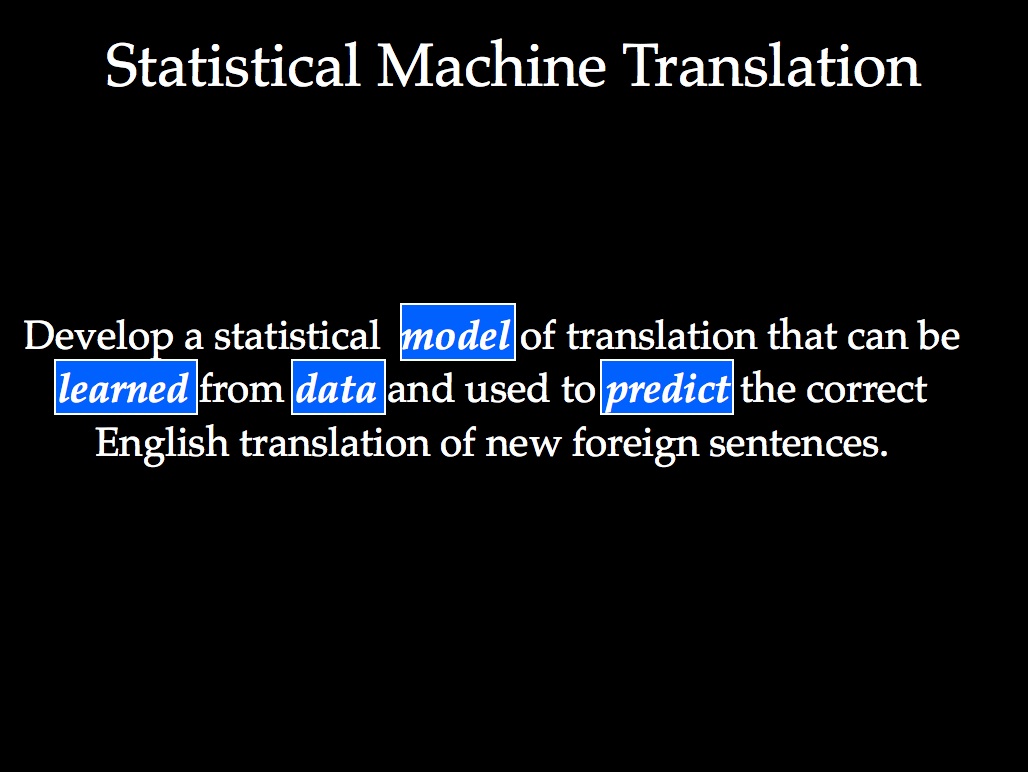 Statistical Machine Translation
Develop a statistical model of translation that can be
learned from data and used to predict the correct
English translation of new foreign sentences.